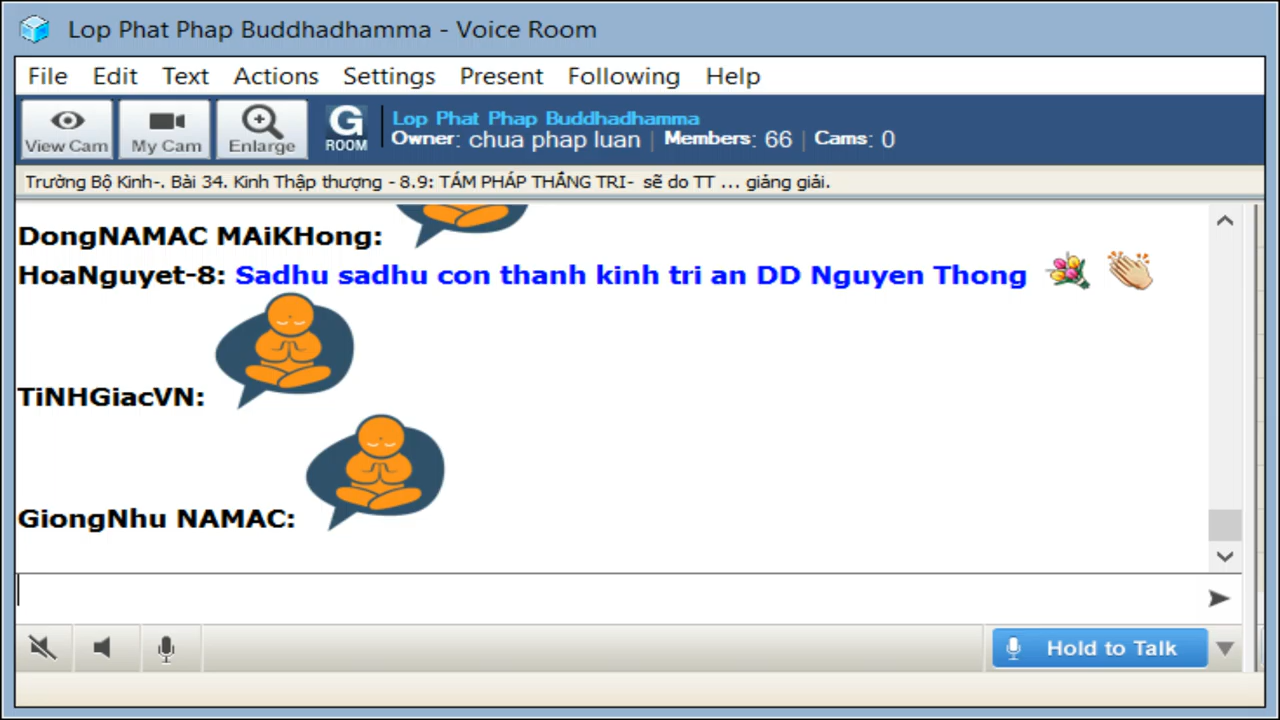 Lop Phat Phap Buddhadhamma - Voice Room
File Edit Text Actions Settings Present Following Help
View Cam My Cam Enlarge
G ROOM
Lop Phat Phap Buddhadhamma
Owner: chua phap luan | Members: 66 | Cams: 0
Trường Bộ Kinh-. Bài 34. Kinh Thập thượng - 8.9: TÁM PHÁP THẮNG TRI- sẽ do TT ... giảng giải.
DongNAMAC MAiKHong:
HoaNguyet-8: Sadhu sadhu con thanh kinh tri an DD Nguyen Thong
TiNHGiacVN:
GiongNhu NAMAC:
Hold to Talk